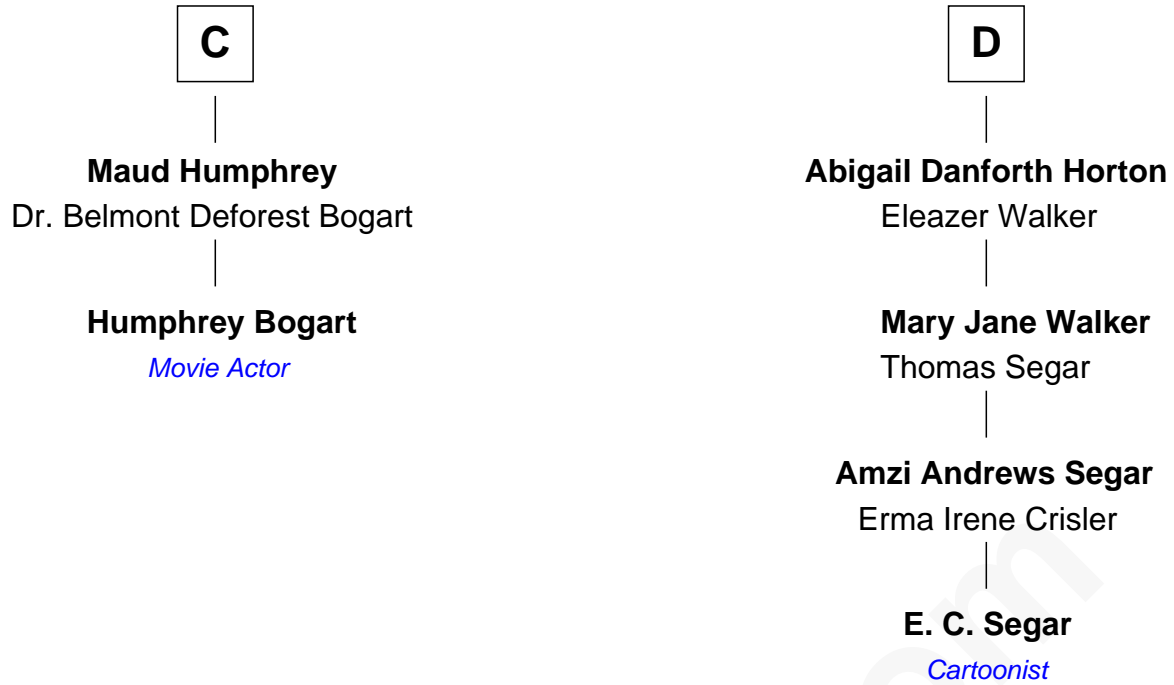 C
Maud Humphrey
Dr. Belmont Deforest Bogart
Humphrey Bogart
Movie Actor
D
Abigail Danforth Horton
Eleazer Walker
Mary Jane Walker
Thomas Segar
Amzi Andrews Segar
Erma Irene Crisler
E. C. Segar
Cartoonist